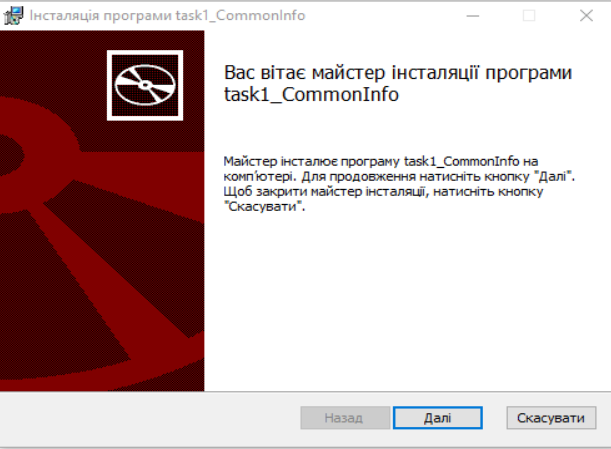 Інсталяція програми task1_CommonInfo
Вас вітає майстер інсталяції програми
task1_CommonInfo
Майстер інсталює програму task1_CommonInfo на
комп'ютері. Для продовження натисніть кнопку "Далі".
Щоб закрити майстер інсталяції, натисніть кнопку
"Скасувати".
Назад
Далі
Скасувати